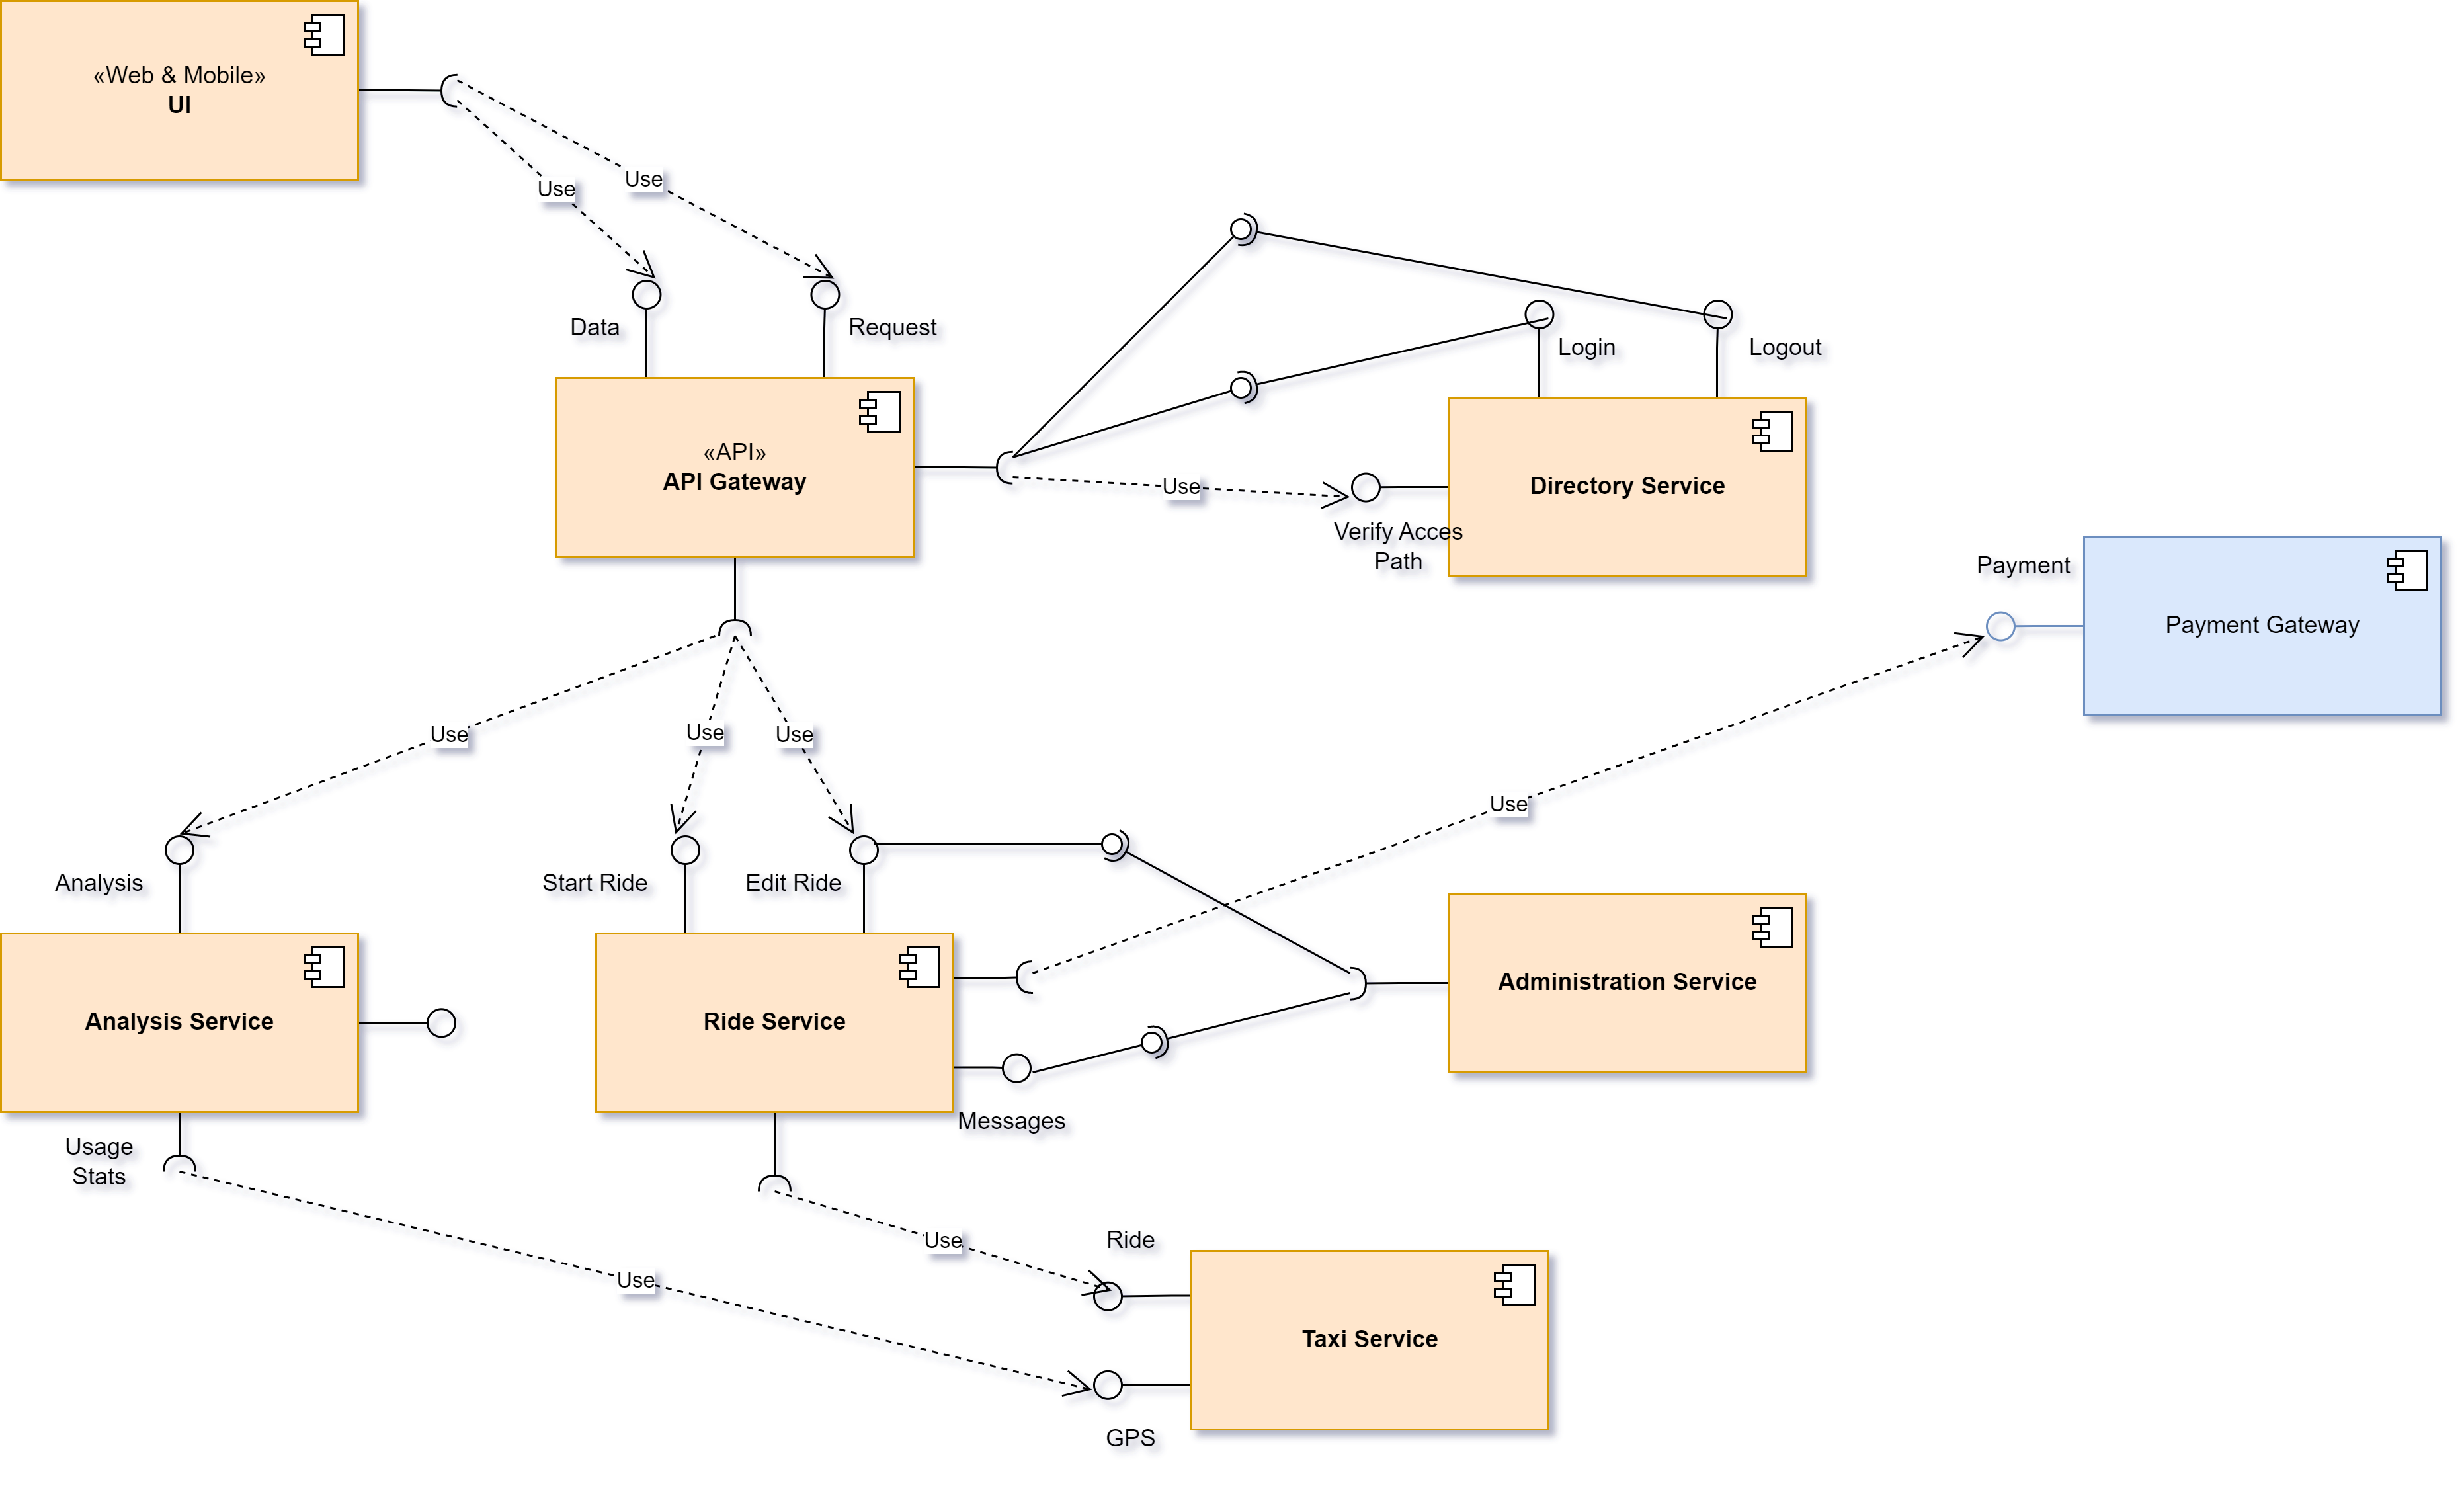 «Web & Mobile»
UI
Use
Use
Data
Request
Login
Logout
«API»
API Gateway
Use
Directory Service
Verify Acces
Path
Payment
Payment Gateway
Use
Use
Use
Use
Analysis
Start Ride
Edit Ride
Analysis Service
Ride Service
Administration Service
Messages
Usage
Stats
Use
Ride
Use
Taxi Service
GPS